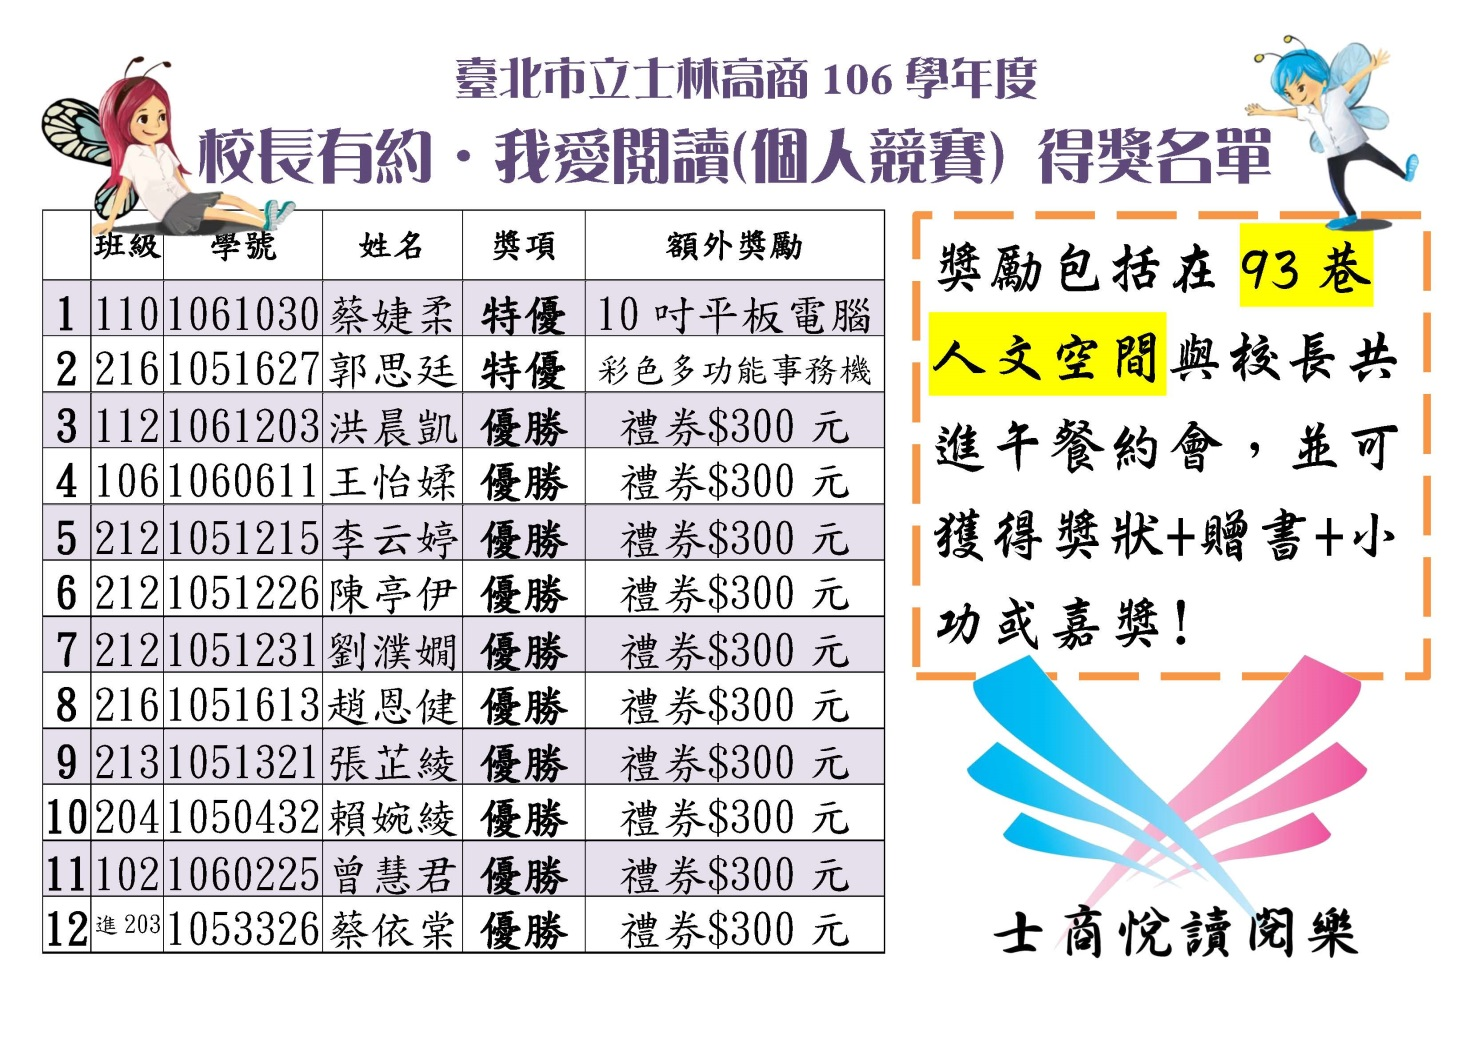 臺北市立士林高商 106 學年度
校長有約‧我愛閱讀(個人競賽) 得獎名單
班級 學號 姓名 獎項 額外獎勵
1 110 1061030 蔡婕柔 特優 10 吋平板電腦
2 216 1051627 郭思廷 特優 彩色多功能事務機
3 112 1061203 洪晨凱 優勝 禮券$300 元
4 106 1060611 王怡媃 優勝 禮券$300 元
5 212 1051215 李云婷 優勝 禮券$300 元
6 212 1051226 陳亭伊 優勝 禮券$300 元
7 212 1051231 劉濮嫺 優勝 禮券$300 元
8 216 1051613 趙恩健 優勝 禮券$300 元
9 213 1051321 張芷綾 優勝 禮券$300 元
10 204 1050432 賴婉綾 優勝 禮券$300 元
11 102 1060225 曾慧君 優勝 禮券$300 元
12 進 203 1053326 蔡依棠 優勝 禮券$300 元
獎勵包括在 93 巷
人文空間與校長共
進午餐約會，並可
獲得獎狀+贈書+小
功或嘉獎!
士商悅讀閱樂